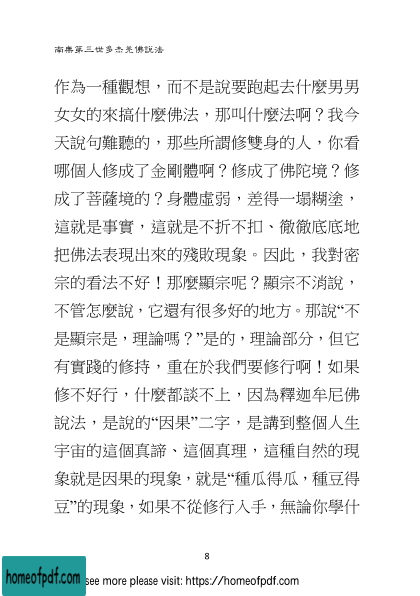 南無第三世多杰羌佛說法
作為一種觀想，而不是說要跑起去什麼男男
女女的來搞什麼佛法，那叫什麼法啊？我今
天說句難聽的，那些所謂修雙身的人，你看
哪個人修成了金剛體啊？修成了佛陀境？修
成了菩薩境的？身體虛弱，差得一塌糊塗，
這就是事實，這就是不折不扣、徹徹底底地
把佛法表現出來的殘敗現象。因此，我對密
宗的看法不好！那麼顯宗呢？顯宗不消說，
不管怎麼說，它還有很多好的地方。那說“不
是顯宗是，理論嗎？”是的，理論部分，但它
有實踐的修持，重在於我們要修行啊！如果
修不好行，什麼都談不上，因為釋迦牟尼佛
說法，是說的“因果”二字，是講到整個人生
宇宙的這個真諦、這個真理，這種自然的現
象就是因果的現象，就是“種瓜得瓜，種豆得
豆”的現象，如果不從修行入手，無論你學什
8
homeofpdf.com
see more please visit: https://homeofpdf.com